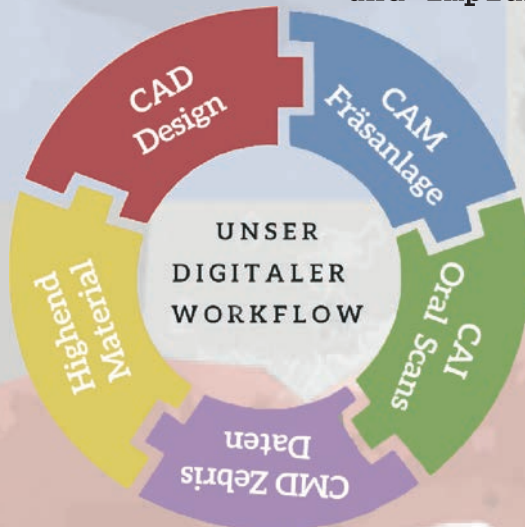 CAD
Design
CAM
Fräsanlage
CAI
Oral Scans
CMD Zebris
Daten
Highend
Material
UNSER
DIGITALER
WORKFLOW